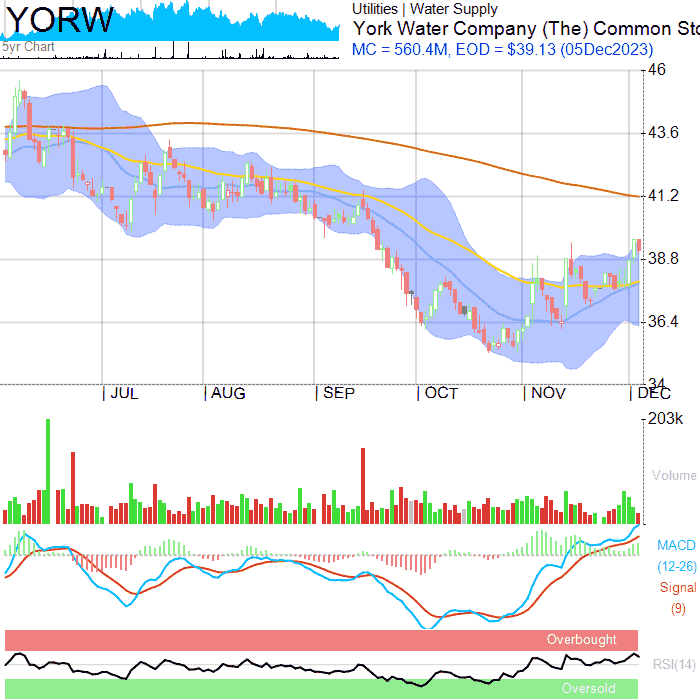 YORW
5yr Chart
Utilities | Water Supply
York Water Company (The) Common Sto
MC = 560.4M, EOD = $39.13 (05Dec2023)
46
43.6
41.2
38.8
36.4
34
JUL AUG SEP OCT NOV DEC
203k
Volume
MACD
(12-26)
Signal
(9)
Overbought
RSI(14)
Oversold